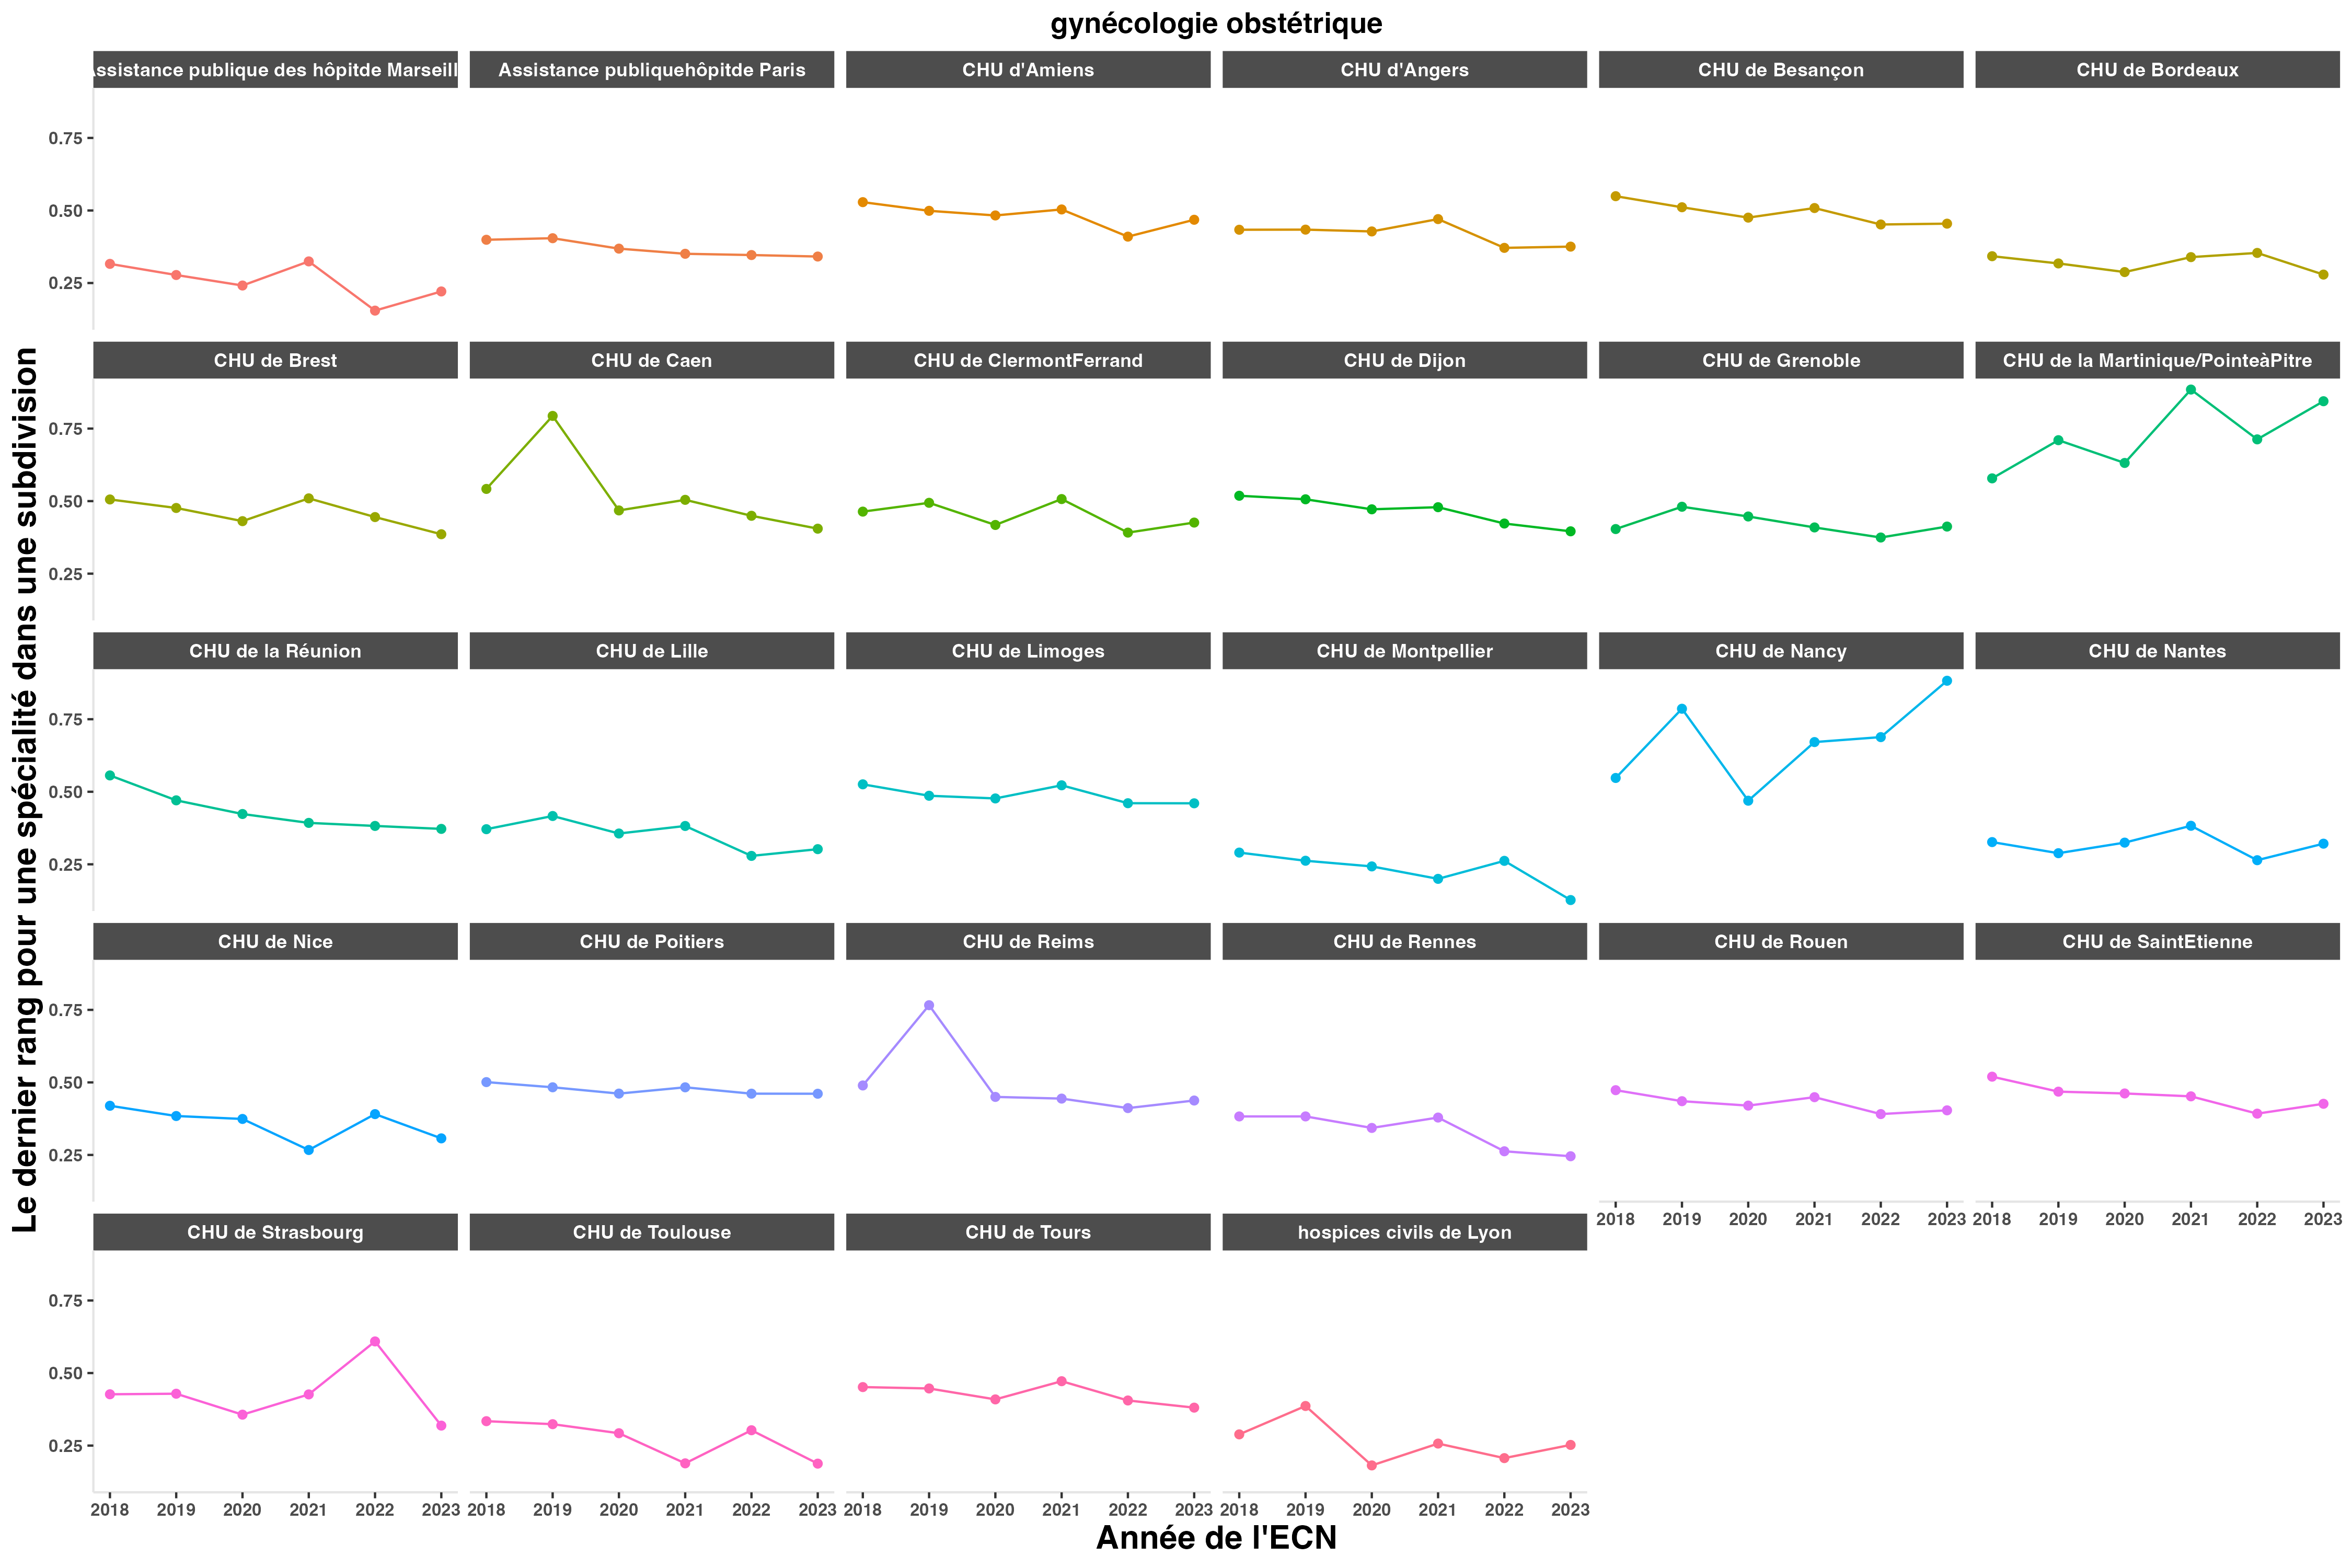 gynécologie obstétrique
Assistance publique des hôpitde Marseill
Assistance publiquehôpitde Paris
CHU d'Amiens
CHU d'Angers
CHU de Besançon
CHU de Bordeaux
0.75
0.50
0.25
CHU de Brest
CHU de Caen
CHU de ClermontFerrand
CHU de Dijon
CHU de Grenoble
CHU de la Martinique/PointeàPitre
0.75
0.50
0.25
CHU de la Réunion
CHU de Lille
CHU de Limoges
CHU de Montpellier
CHU de Nancy
CHU de Nantes
0.75
0.50
0.25
CHU de Nice
CHU de Poitiers
CHU de Reims
CHU de Rennes
CHU de Rouen
CHU de SaintEtienne
0.75
0.50
0.25
2018 2019 2020 2021 2022 2023
2018 2019 2020 2021 2022 2023
CHU de Strasbourg
CHU de Toulouse
CHU de Tours
hospices civils de Lyon
0.75
0.50
0.25
2018 2019 2020 2021 2022 2023
2018 2019 2020 2021 2022 2023
2018 2019 2020 2021 2022 2023
2018 2019 2020 2021 2022 2023
Année de l'ECN
Le dernier rang pour une spécialité dans une subdivision